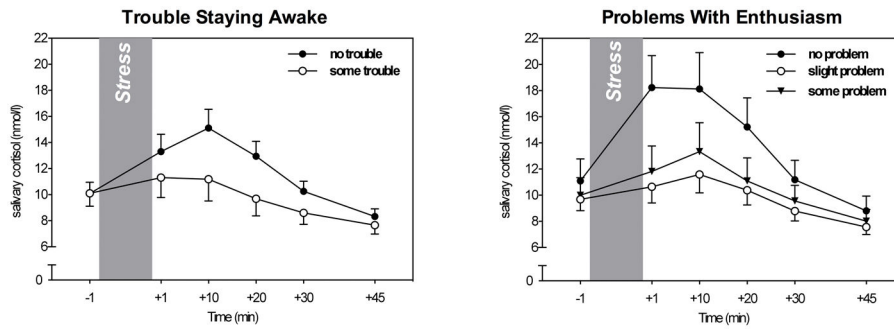 Trouble Staying Awake
22
20
18
16
14
12
10
8
6
0
salivary cortisol (nmol/l)
Stress
no trouble
some trouble
-1 +1 +10 +20 +30 +45
Time (min)
Problems With Enthusiasm
22
20
18
16
14
12
10
8
6
0
salivary cortisol (nmol/l)
Stress
no problem
slight problem
some problem
-1 +1 +10 +20 +30 +45
Time (min)